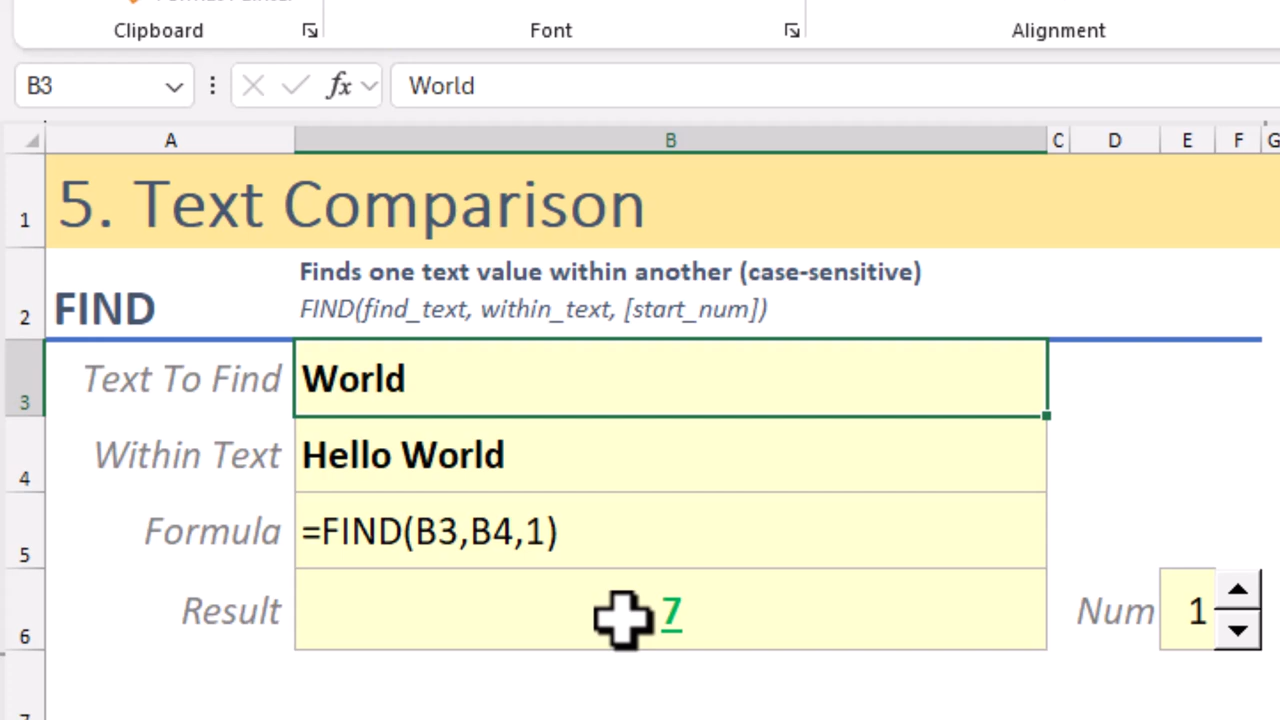 Clipboard
Font
Alignment
B3
fx
World
A
B
C
D
E
F
G
1
5. Text Comparison
2
FIND
Finds one text value within another (case-sensitive)
FIND(find_text, within_text, [start_num])
3
Text To Find
World
4
Within Text
Hello World
5
Formula
=FIND(B3,B4,1)
6
Result
7
Num
1
7